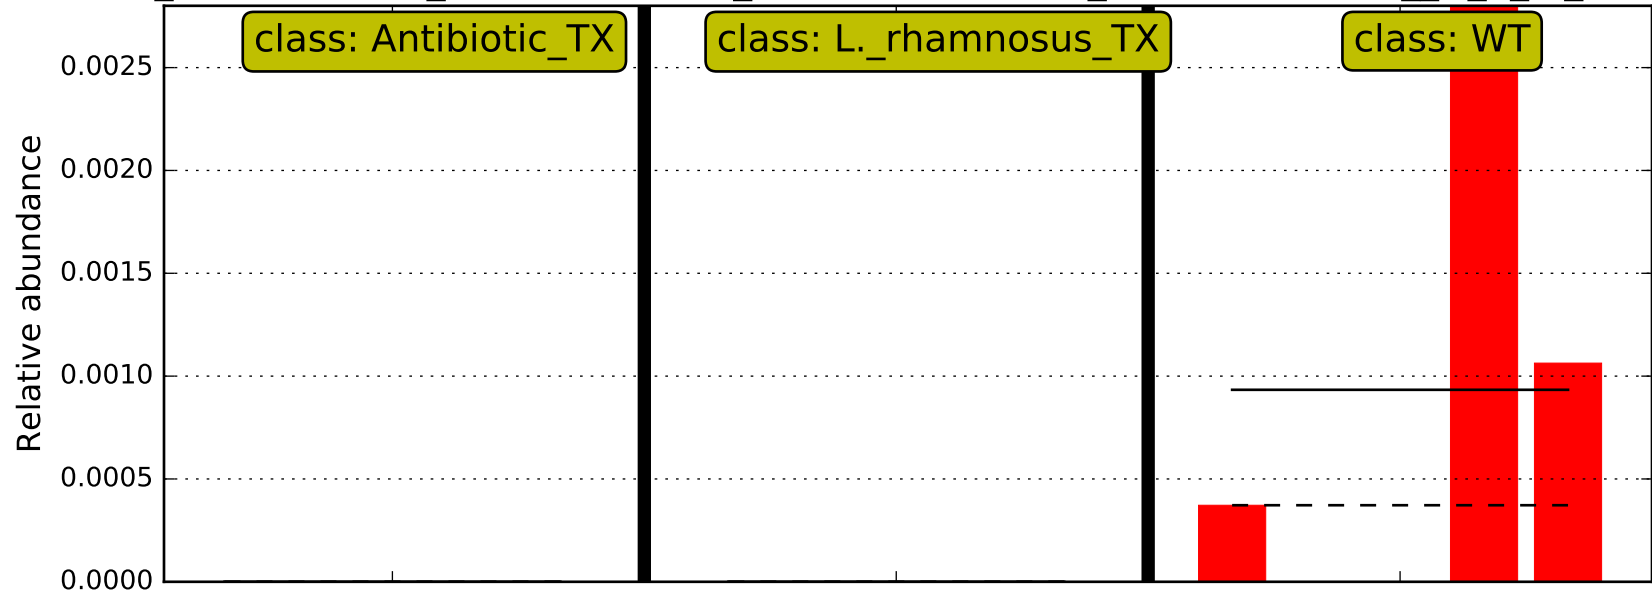 class: Antibiotic_TX
class: L._rhamnosus_TX
class: WT
0.0025
0.0020
0.0015
0.0010
0.0005
0.0000
Relative abundance